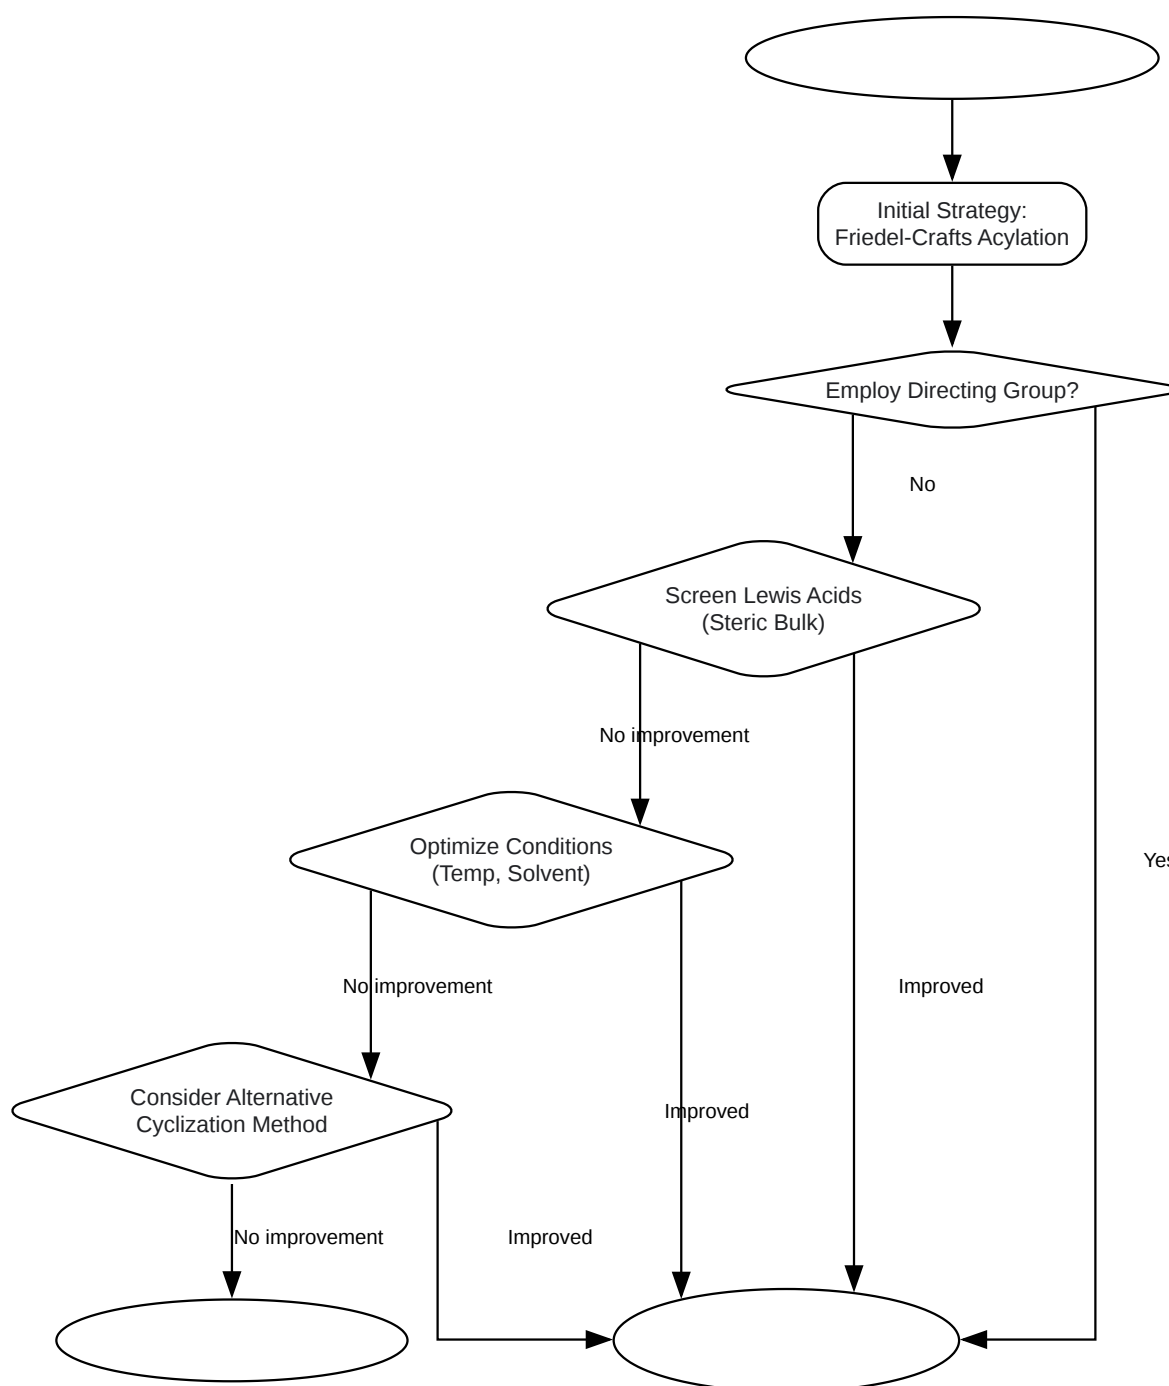 Initial Strategy:
Friedel-Crafts Acylation
Employ Directing Group?
No
Screen Lewis Acids
(Steric Bulk)
No improvement
Optimize Conditions
(Temp, Solvent)
Yes
No improvement
Improved
Consider Alternative
Cyclization Method
Improved
No improvement
Improved